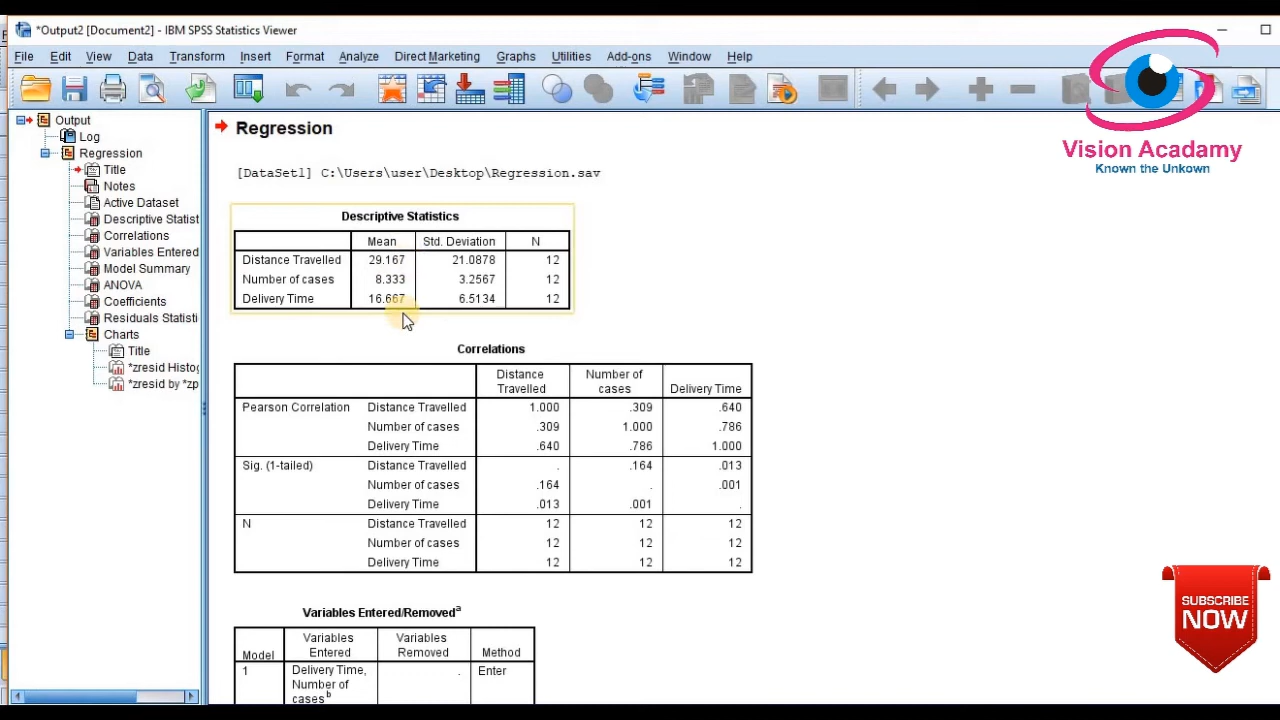 *Output2 [Document2] - IBM SPSS Statistics Viewer
File Edit View Data Transform Insert Format Analyze Direct Marketing Graphs Utilities Add-ons Window Help
Vision Acadamy
Known the Unkown
Output
Log
Regression
Title
Notes
Active Dataset
Descriptive Statist
Correlations
Variables Entered
Model Summary
ANOVA
Coefficients
Residuals Statisti
Charts
Title
*zresid Histog
*zresid by *zp
Regression
[DataSet1] C:\Users\user\Desktop\Regression.sav
Descriptive Statistics
Mean Std. Deviation N
Distance Travelled 29.167 21.0878 12
Number of cases 8.333 3.2567 12
Delivery Time 16.667 6.5134 12
Correlations
Distance Travelled Number of cases Delivery Time
Pearson Correlation Distance Travelled 1.000 .309 .640
Number of cases .309 1.000 .786
Delivery Time .640 .786 1.000
Sig. (1-tailed) Distance Travelled . .164 .013
Number of cases .164 . .001
Delivery Time .013 .001 .
N Distance Travelled 12 12 12
Number of cases 12 12 12
Delivery Time 12 12 12
Variables Entered/Removedᵃ
Model Variables Entered Variables Removed Method
1 Delivery Time, Number of casesᵇ . Enter
SUBSCRIBE
NOW